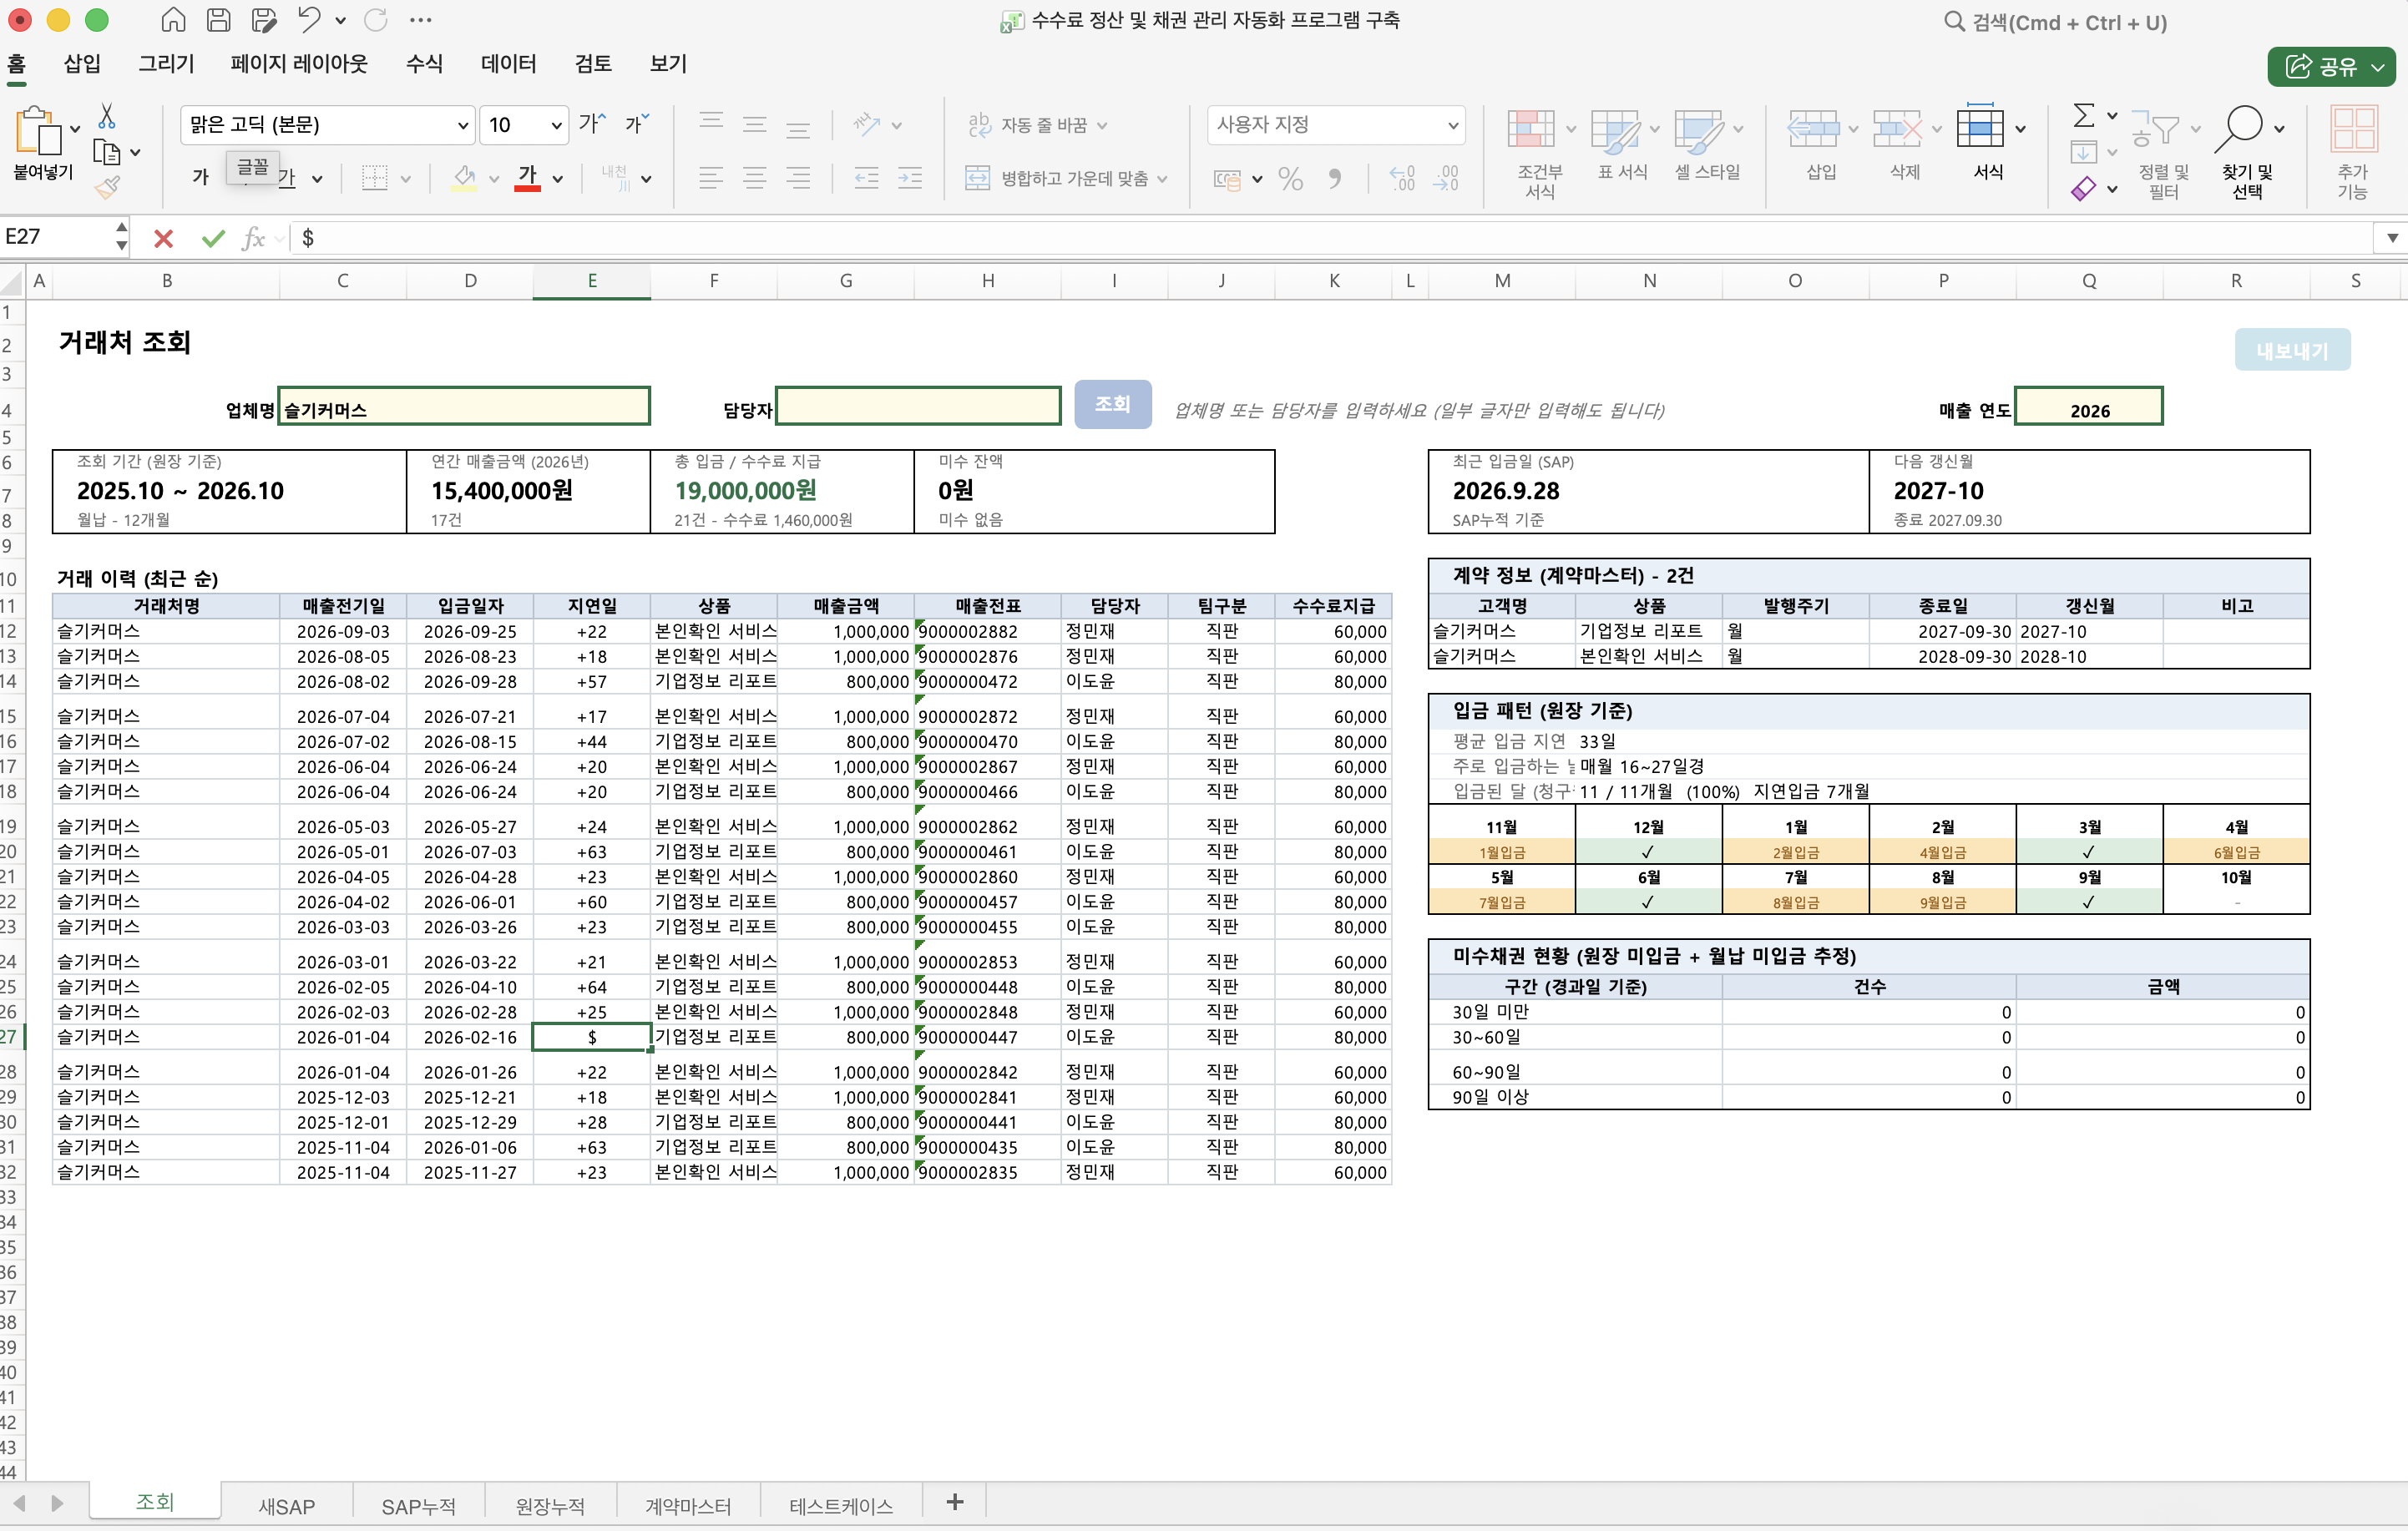 수수료 정산 및 채권 관리 자동화 프로그램 구축
검색(Cmd + Ctrl + U)
홈 삽입 그리기 페이지 레이아웃 수식 데이터 검토 보기
공유
붙여넣기
맑은 고딕 (본문) 10 가 가
가 글꼴 가 가 내천
자동 줄 바꿈
병합하고 가운데 맞춤
사용자 지정
조건부 서식
표 서식
셀 스타일
삽입
삭제
서식
정렬 및 필터
찾기 및 선택
추가 기능
E27 fx $
A B C D E F G H I J K L M N O P Q R S
거래처 조회
내보내기
업체명 슬기커머스 담당자 조회 업체명 또는 담당자를 입력하세요 (일부 글자만 입력해도 됩니다) 매출 연도 2026
조회 기간 (원장 기준) 연간 매출금액 (2026년) 총 입금 / 수수료 지급 미수 잔액 최근 입금일 (SAP) 다음 갱신월
2025.10 ~ 2026.10 15,400,000원 19,000,000원 0원 2026.9.28 2027-10
월납 - 12개월 17건 21건 - 수수료 1,460,000원 미수 없음 SAP누적 기준 종료 2027.09.30
거래 이력 (최근 순)
거래처명 매출전기일 입금일자 지연일 상품 매출금액 매출전표 담당자 팀구분 수수료지급
슬기커머스 2026-09-03 2026-09-25 +22 본인확인 서비스 1,000,000 9000002882 정민재 직판 60,000
슬기커머스 2026-08-05 2026-08-23 +18 본인확인 서비스 1,000,000 9000002876 정민재 직판 60,000
슬기커머스 2026-08-02 2026-09-28 +57 기업정보 리포트 800,000 9000000472 이도윤 직판 80,000
슬기커머스 2026-07-04 2026-07-21 +17 본인확인 서비스 1,000,000 9000002872 정민재 직판 60,000
슬기커머스 2026-07-02 2026-08-15 +44 기업정보 리포트 800,000 9000000470 이도윤 직판 80,000
슬기커머스 2026-06-04 2026-06-24 +20 본인확인 서비스 1,000,000 9000002867 정민재 직판 60,000
슬기커머스 2026-06-04 2026-06-24 +20 기업정보 리포트 800,000 9000000466 이도윤 직판 80,000
슬기커머스 2026-05-03 2026-05-27 +24 본인확인 서비스 1,000,000 9000002862 정민재 직판 60,000
슬기커머스 2026-05-01 2026-07-03 +63 기업정보 리포트 800,000 9000000461 이도윤 직판 80,000
슬기커머스 2026-04-05 2026-04-28 +23 본인확인 서비스 1,000,000 9000002860 정민재 직판 60,000
슬기커머스 2026-04-02 2026-06-01 +60 기업정보 리포트 800,000 9000000457 이도윤 직판 80,000
슬기커머스 2026-03-03 2026-03-26 +23 기업정보 리포트 800,000 9000000455 이도윤 직판 80,000
슬기커머스 2026-03-01 2026-03-22 +21 본인확인 서비스 1,000,000 9000002853 정민재 직판 60,000
슬기커머스 2026-02-05 2026-04-10 +64 기업정보 리포트 800,000 9000000448 이도윤 직판 80,000
슬기커머스 2026-02-03 2026-02-28 +25 본인확인 서비스 1,000,000 9000002848 정민재 직판 60,000
슬기커머스 2026-01-04 2026-02-16 $ 기업정보 리포트 800,000 9000000447 이도윤 직판 80,000
슬기커머스 2026-01-04 2026-01-26 +22 본인확인 서비스 1,000,000 9000002842 정민재 직판 60,000
슬기커머스 2025-12-03 2025-12-21 +18 본인확인 서비스 1,000,000 9000002841 정민재 직판 60,000
슬기커머스 2025-12-01 2025-12-29 +28 기업정보 리포트 800,000 9000000441 이도윤 직판 80,000
슬기커머스 2025-11-04 2026-01-06 +63 기업정보 리포트 800,000 9000000435 이도윤 직판 80,000
슬기커머스 2025-11-04 2025-11-27 +23 본인확인 서비스 1,000,000 9000002835 정민재 직판 60,000
계약 정보 (계약마스터) - 2건
고객명 상품 발행주기 종료일 갱신월 비고
슬기커머스 기업정보 리포트 월 2027-09-30 2027-10
슬기커머스 본인확인 서비스 월 2028-09-30 2028-10
입금 패턴 (원장 기준)
평균 입금 지연 33일
주로 입금하는 매월 16~27일경
입금된 달 (청구 11 / 11개월 (100%) 지연입금 7개월
11월 12월 1월 2월 3월 4월
1월입금 ✓ 2월입금 4월입금 ✓ 6월입금
5월 6월 7월 8월 9월 10월
7월입금 ✓ 8월입금 9월입금 ✓ -
미수채권 현황 (원장 미입금 + 월납 미입금 추정)
구간 (경과일 기준) 건수 금액
30일 미만 0 0
30~60일 0 0
60~90일 0 0
90일 이상 0 0
조회 새SAP SAP누적 원장누적 계약마스터 테스트케이스 +